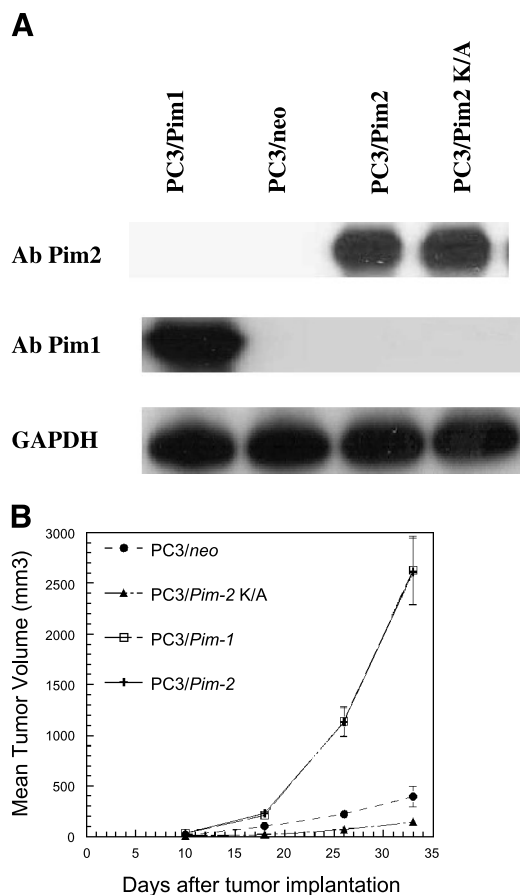 A
PC3/Pim1
PC3/neo
PC3/Pim2
PC3/Pim2 K/A
Ab Pim2
Ab Pim1
GAPDH
B
Mean Tumor Volume (mm3)
3000
2500
2000
1500
1000
500
0
PC3/neo
PC3/Pim-2 K/A
PC3/Pim-1
PC3/Pim-2
0 5 10 15 20 25 30 35
Days after tumor implantation